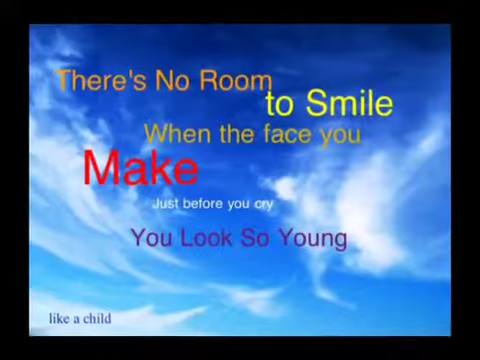 There's No Room
to Smile
When the face you
Make
Just before you cry
You Look So Young
like a child